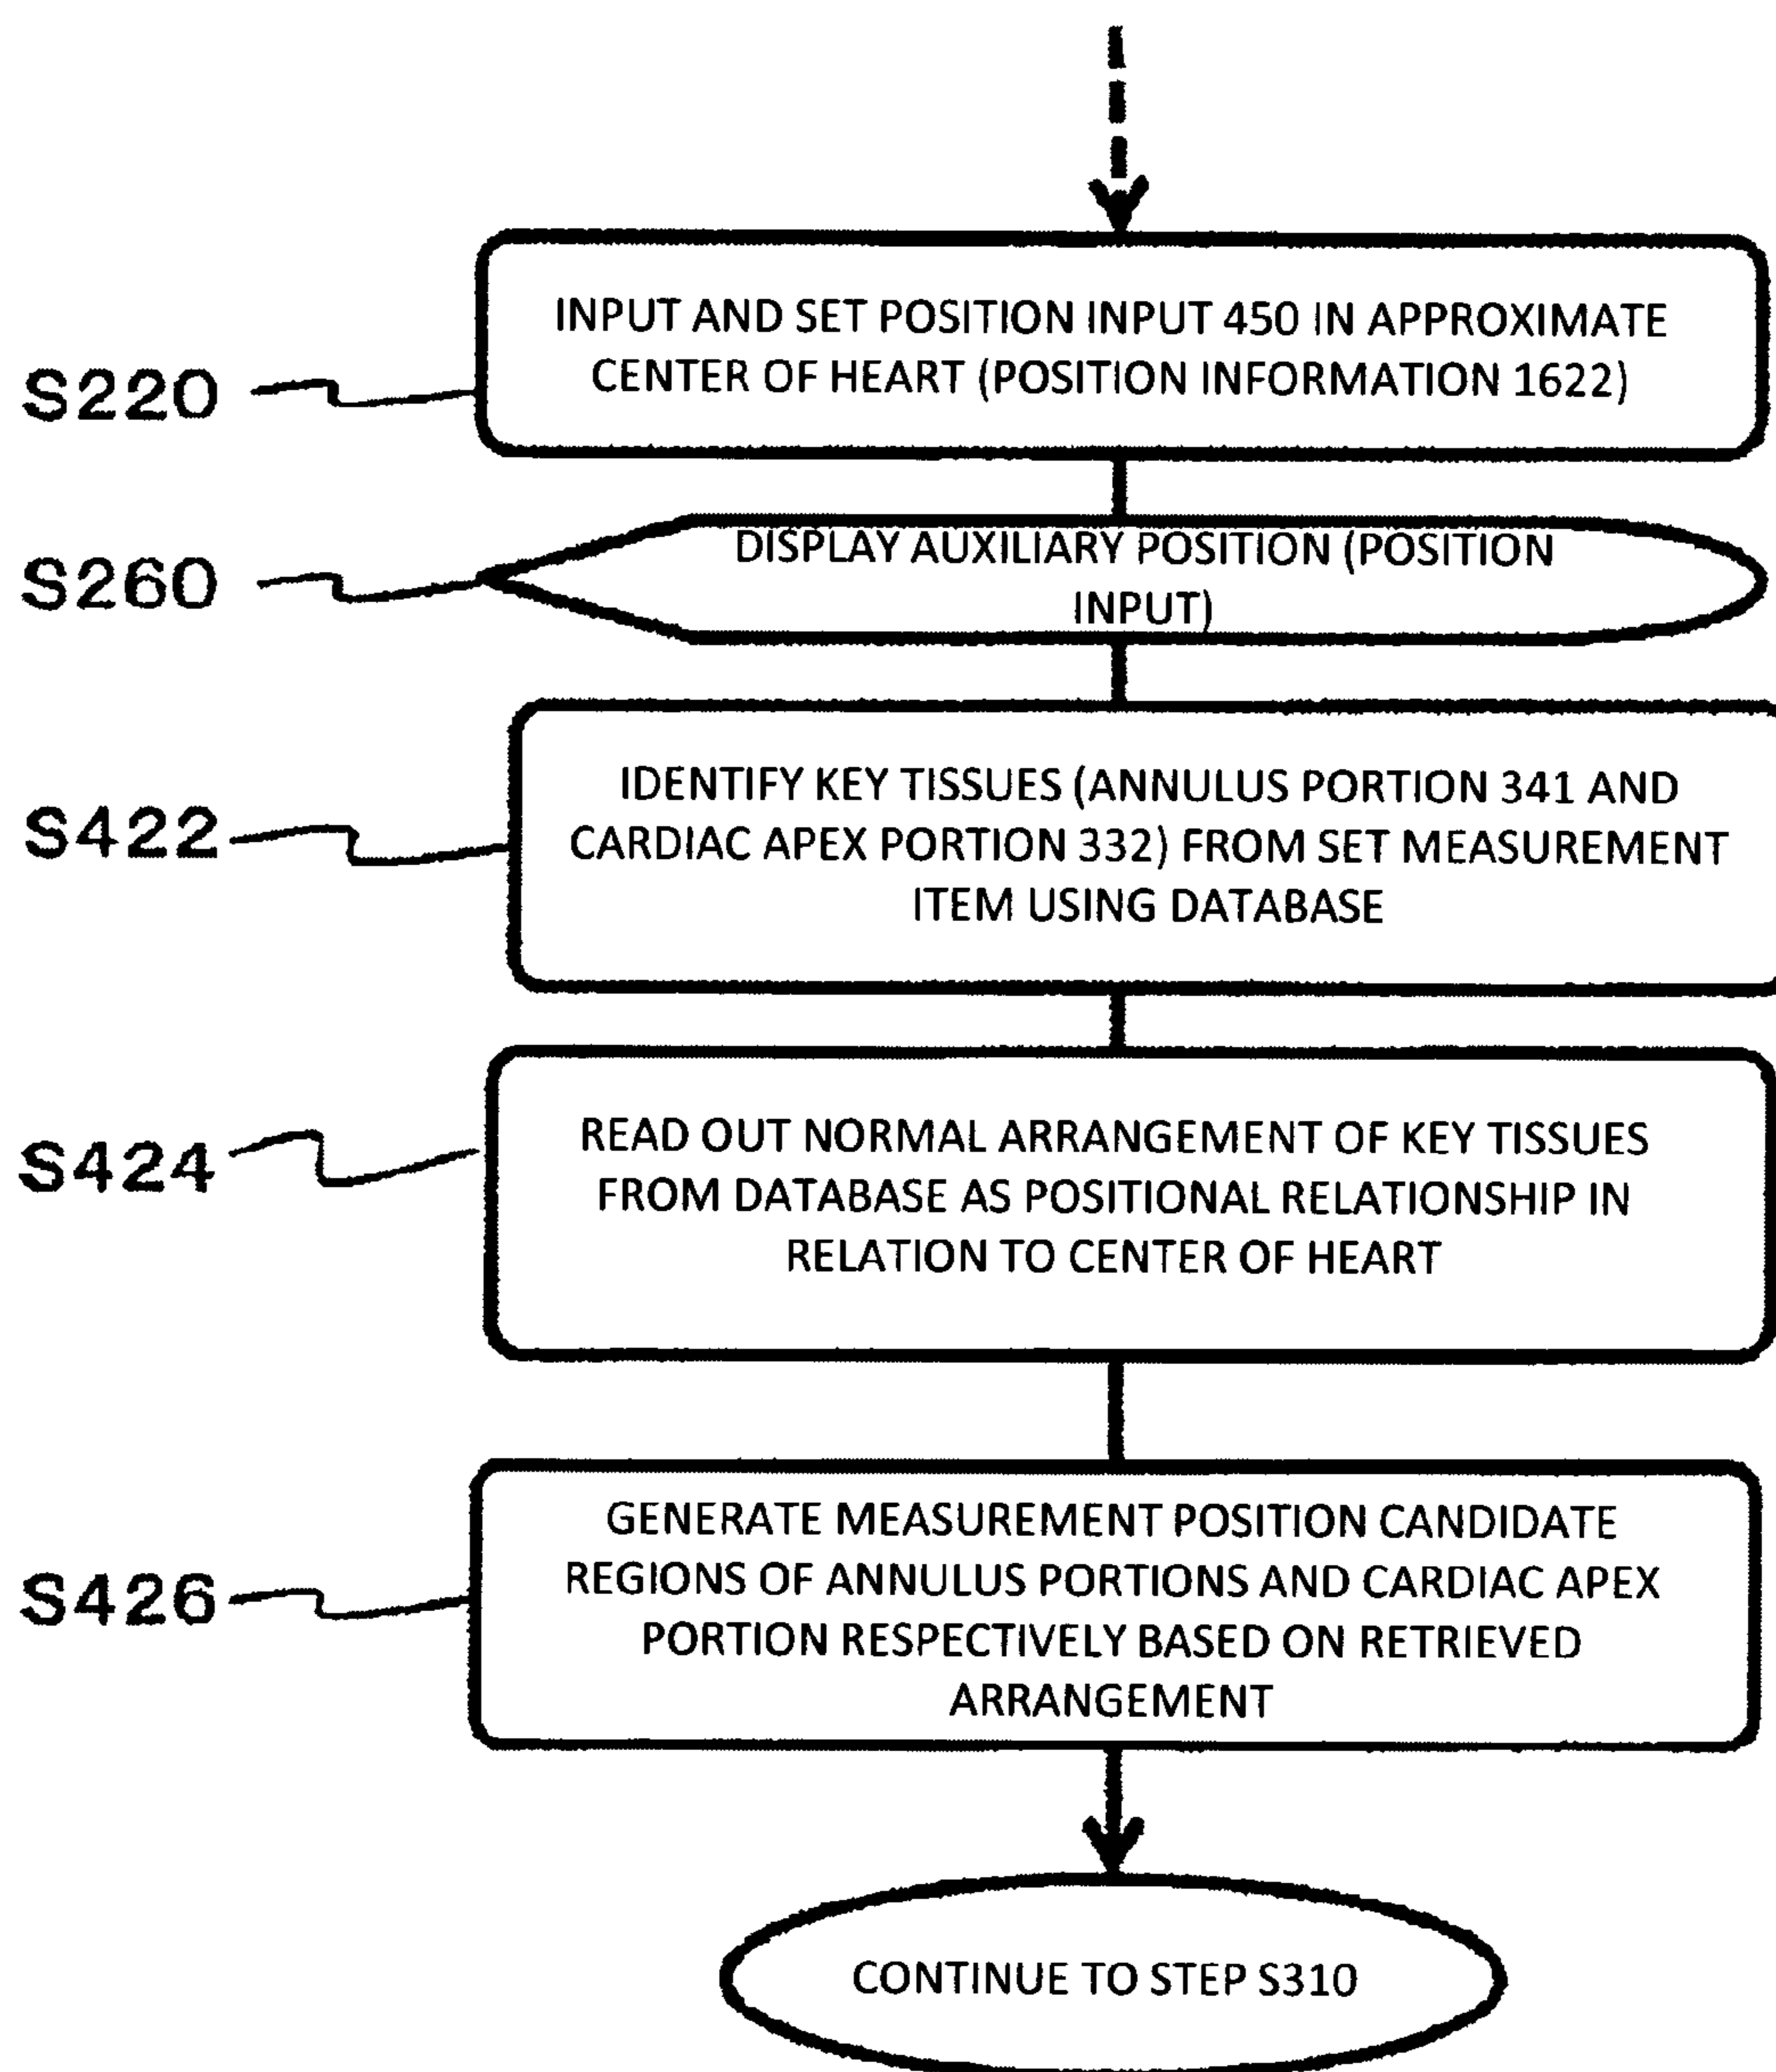 INPUT AND SET POSITION INPUT 450 IN APPROXIMATE
CENTER OF HEART (POSITION INFORMATION 1622)
S220
DISPLAY AUXILIARY POSITION (POSITION
INPUT)
S260
IDENTIFY KEY TISSUES (ANNULUS PORTION 341 AND
CARDIAC APEX PORTION 332) FROM SET MEASUREMENT
ITEM USING DATABASE
S422
READ OUT NORMAL ARRANGEMENT OF KEY TISSUES
FROM DATABASE AS POSITIONAL RELATIONSHIP IN
RELATION TO CENTER OF HEART
S424
GENERATE MEASUREMENT POSITION CANDIDATE
REGIONS OF ANNULUS PORTIONS AND CARDIAC APEX
PORTION RESPECTIVELY BASED ON RETRIEVED
ARRANGEMENT
S426
CONTINUE TO STEP S310